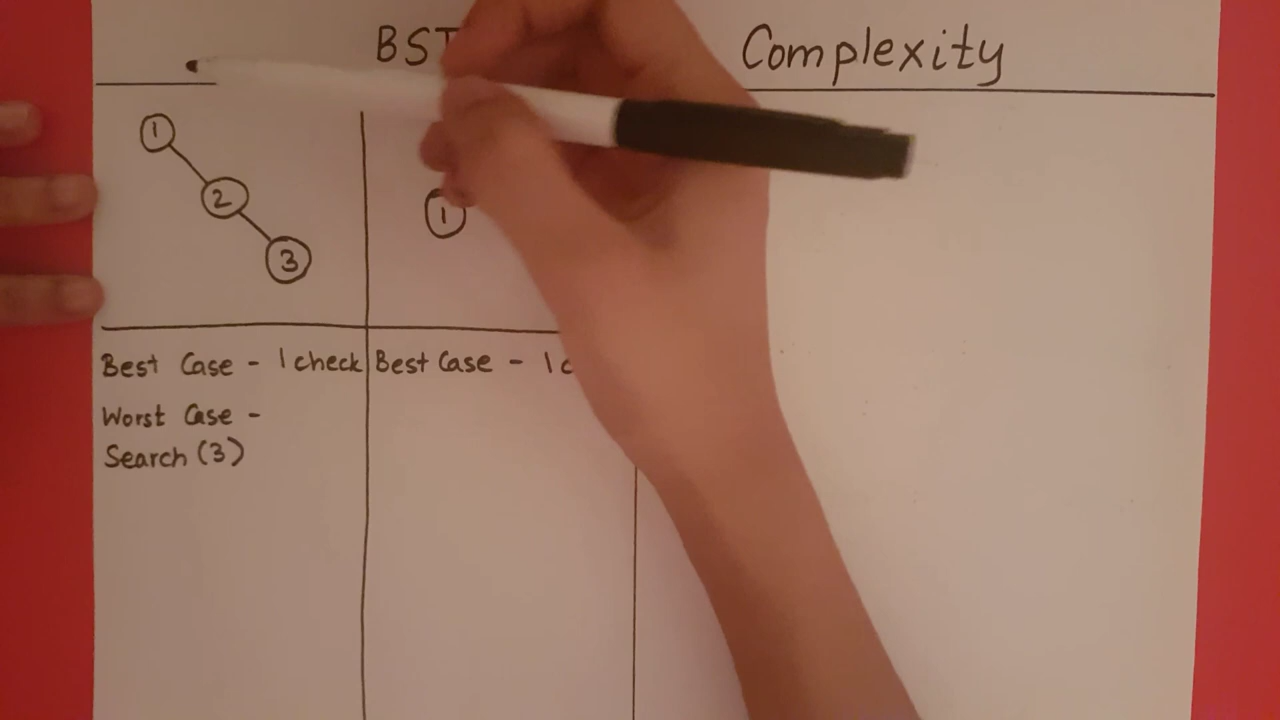 BST Complexity
1
2
3
1
Best Case - 1 check
Worst Case -
Search (3)
Best Case - 1